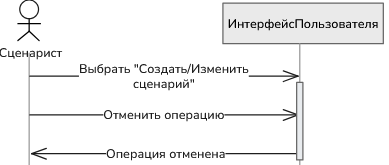 ИнтерфейсПользователя
Сценарист
Выбрать "Создать/Изменить
сценарий"
Отменить операцию
Операция отменена